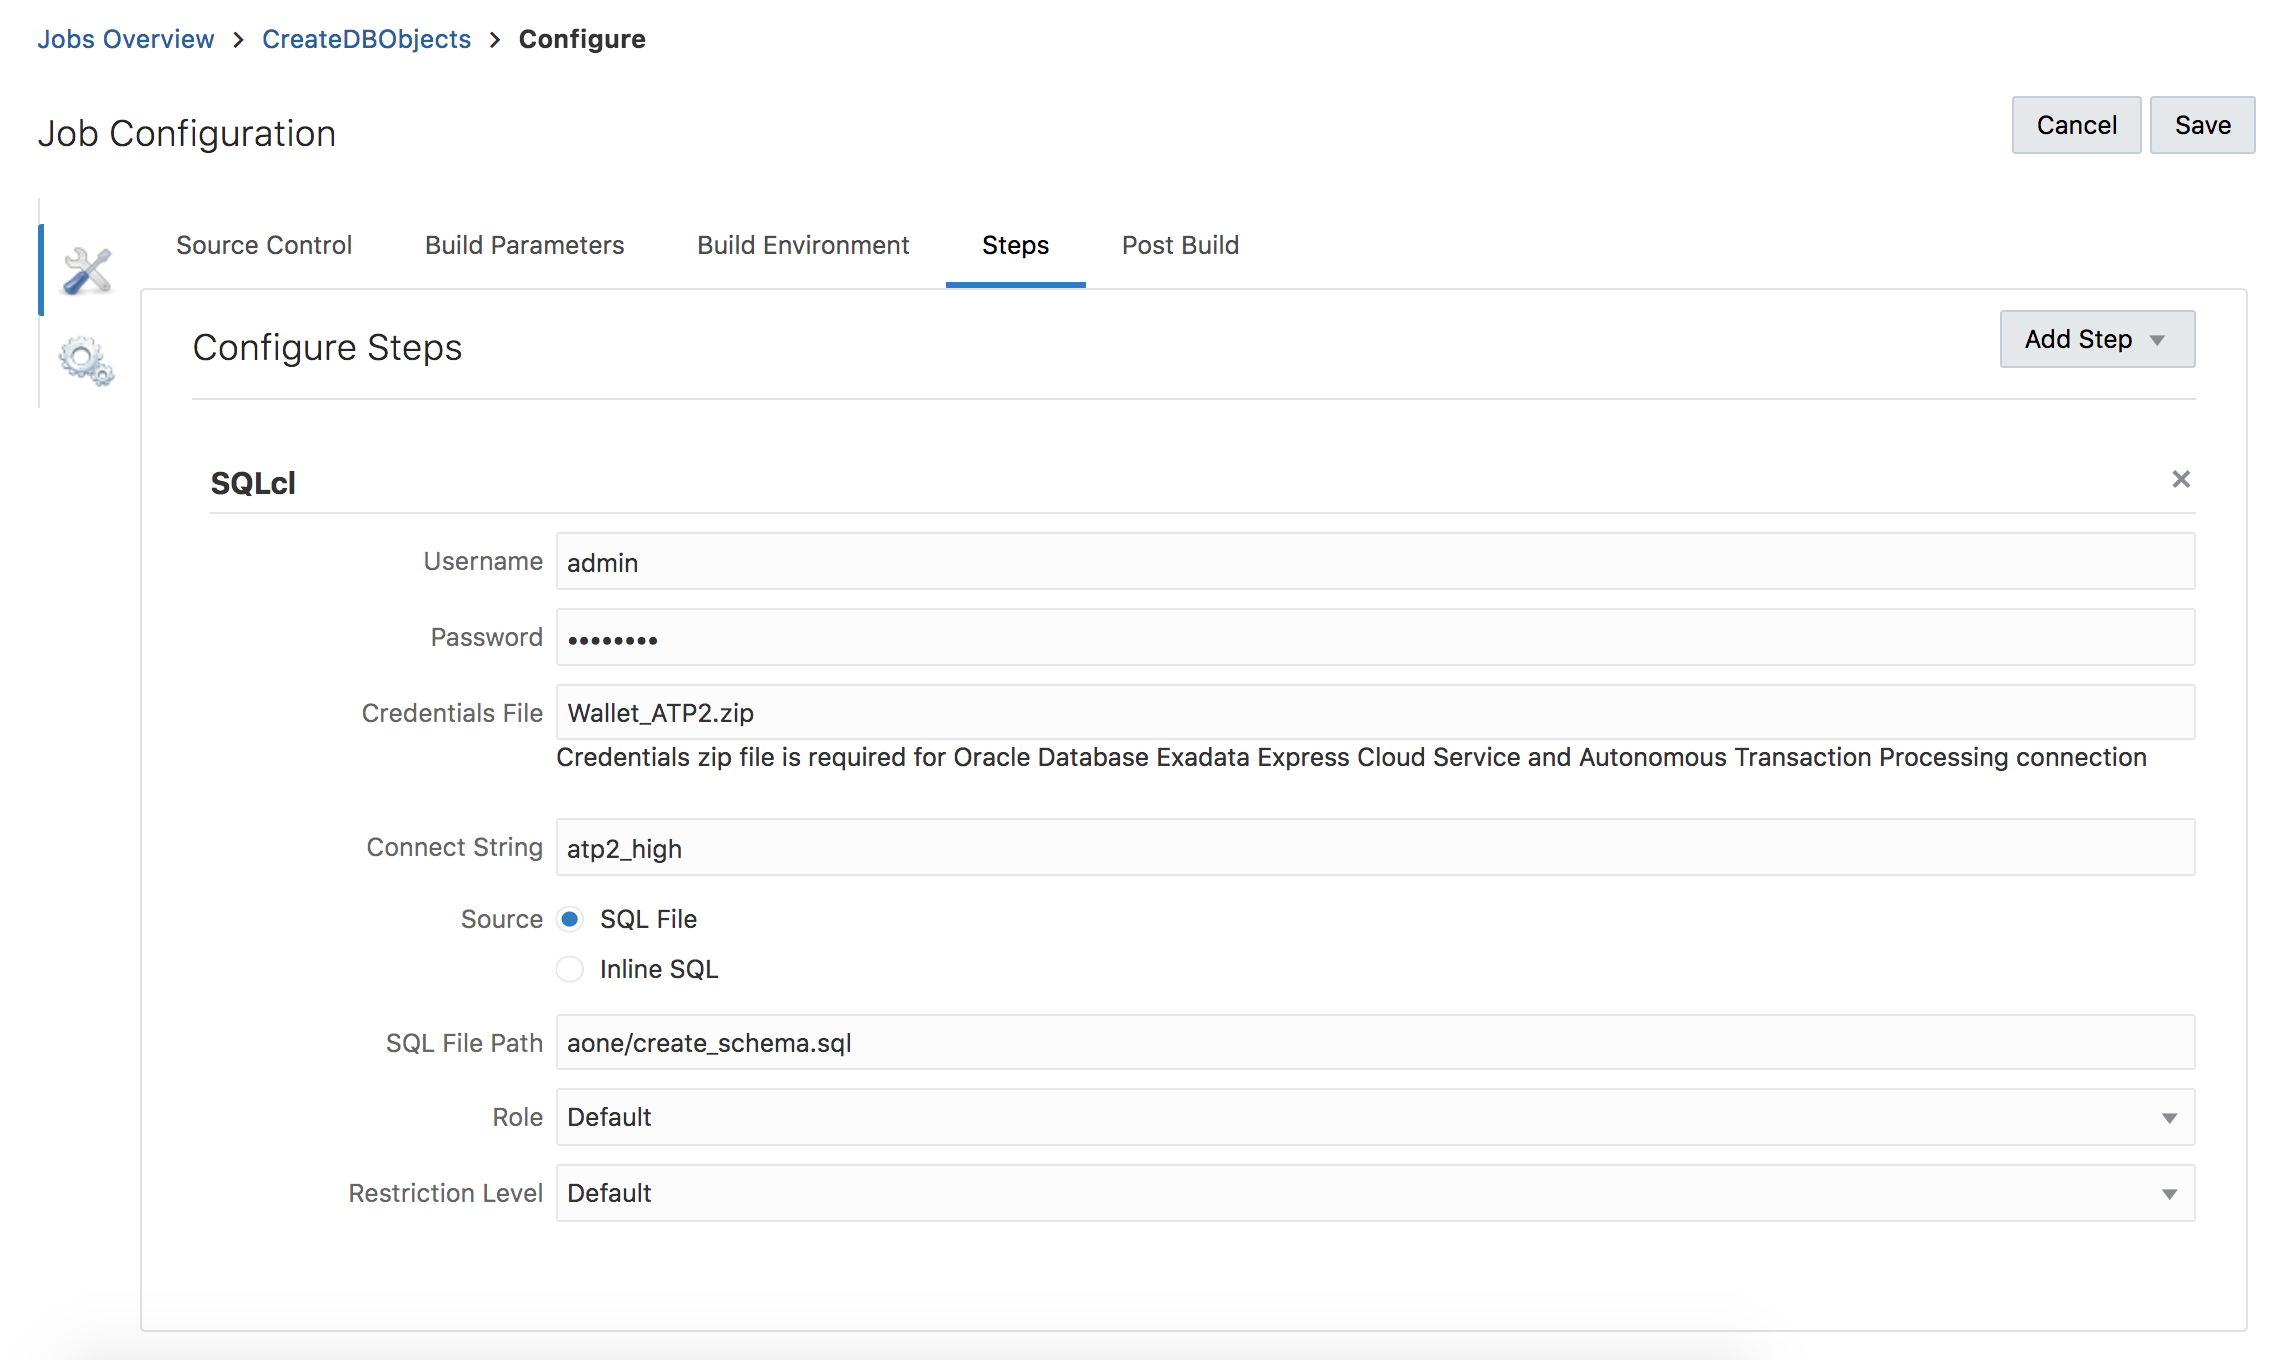 Jobs Overview > CreateDBObjects > Configure
Job Configuration
Cancel Save
Source Control Build Parameters Build Environment Steps Post Build
Configure Steps
Add Step
SQLcl
Username admin
Password ••••••••
Credentials File Wallet_ATP2.zip
Credentials zip file is required for Oracle Database Exadata Express Cloud Service and Autonomous Transaction Processing connection
Connect String atp2_high
Source SQL File
Inline SQL
SQL File Path aone/create_schema.sql
Role Default
Restriction Level Default